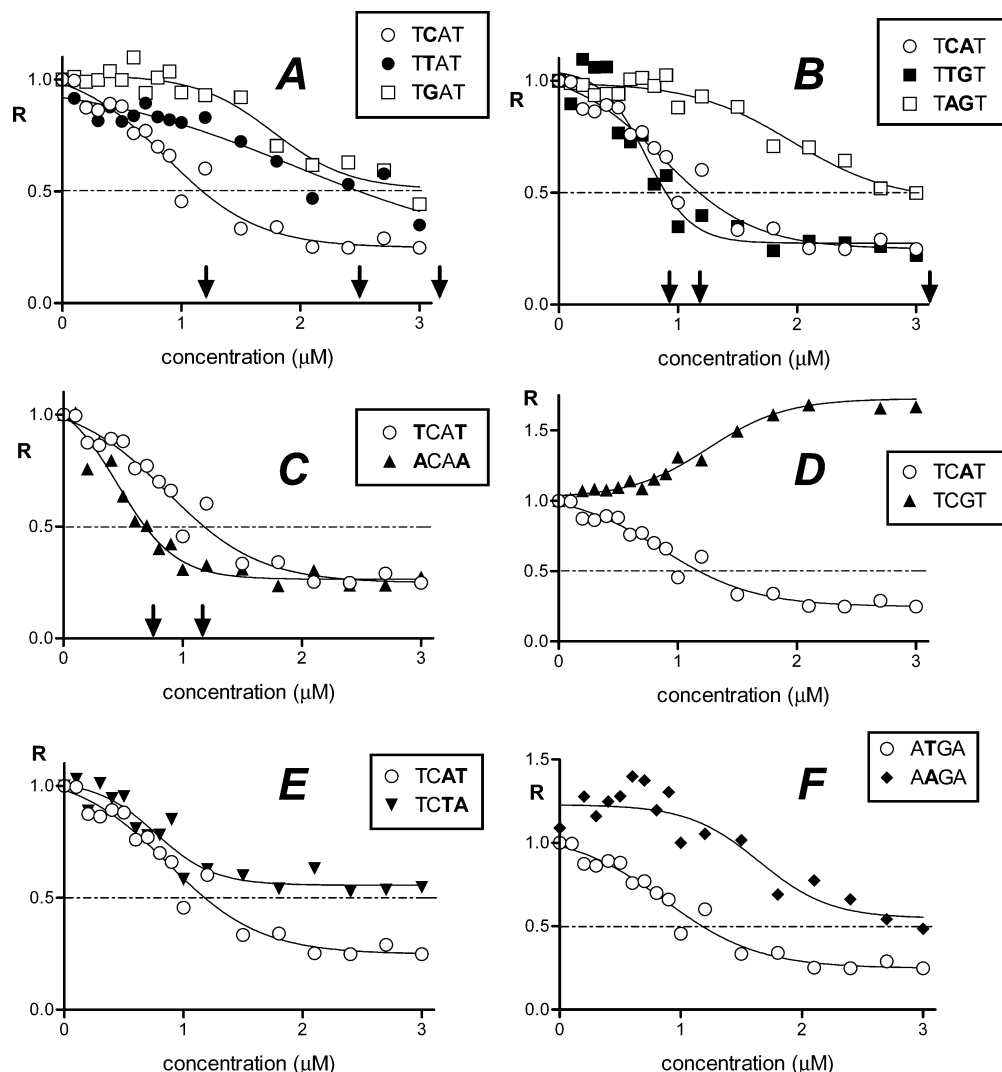 A
TCAT
TTAT
TGAT
R
1.0
0.5
0.0
0 1 2 3
concentration (μM)
B
TCAT
TTGT
TAGT
R
1.0
0.5
0.0
0 1 2 3
concentration (μM)
C
TCAT
ACAA
R
1.0
0.5
0.0
0 1 2 3
concentration (μM)
D
TCAT
TCGT
R
1.5
1.0
0.5
0.0
0 1 2 3
concentration (μM)
E
TCAT
TCTA
R
1.0
0.5
0.0
0 1 2 3
concentration (μM)
F
ATGA
AAGA
R
1.5
1.0
0.5
0.0
0 1 2 3
concentration (μM)